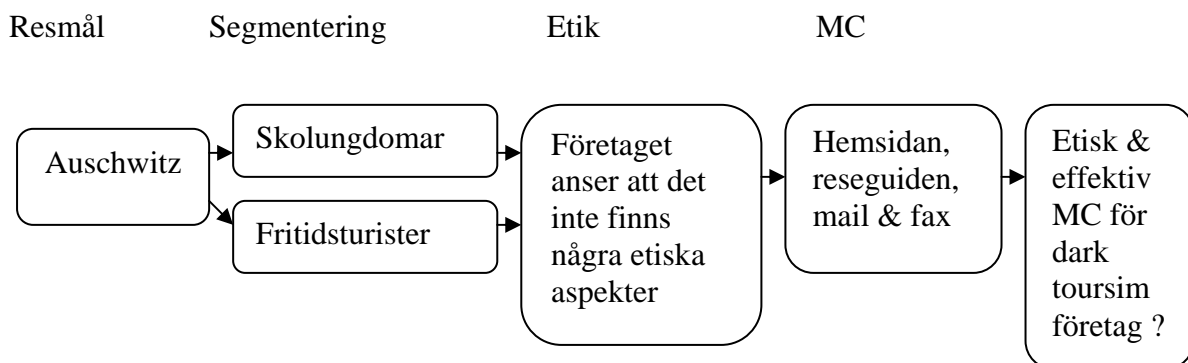 Resmål Segmentering Etik MC
Auschwitz
Skolungdomar
Fritidsturister
Företaget
anser att det
inte finns
några etiska
aspekter
Hemsidan,
reseguiden,
mail & fax
Etisk &
effektiv
MC för
dark
toursim
företag ?